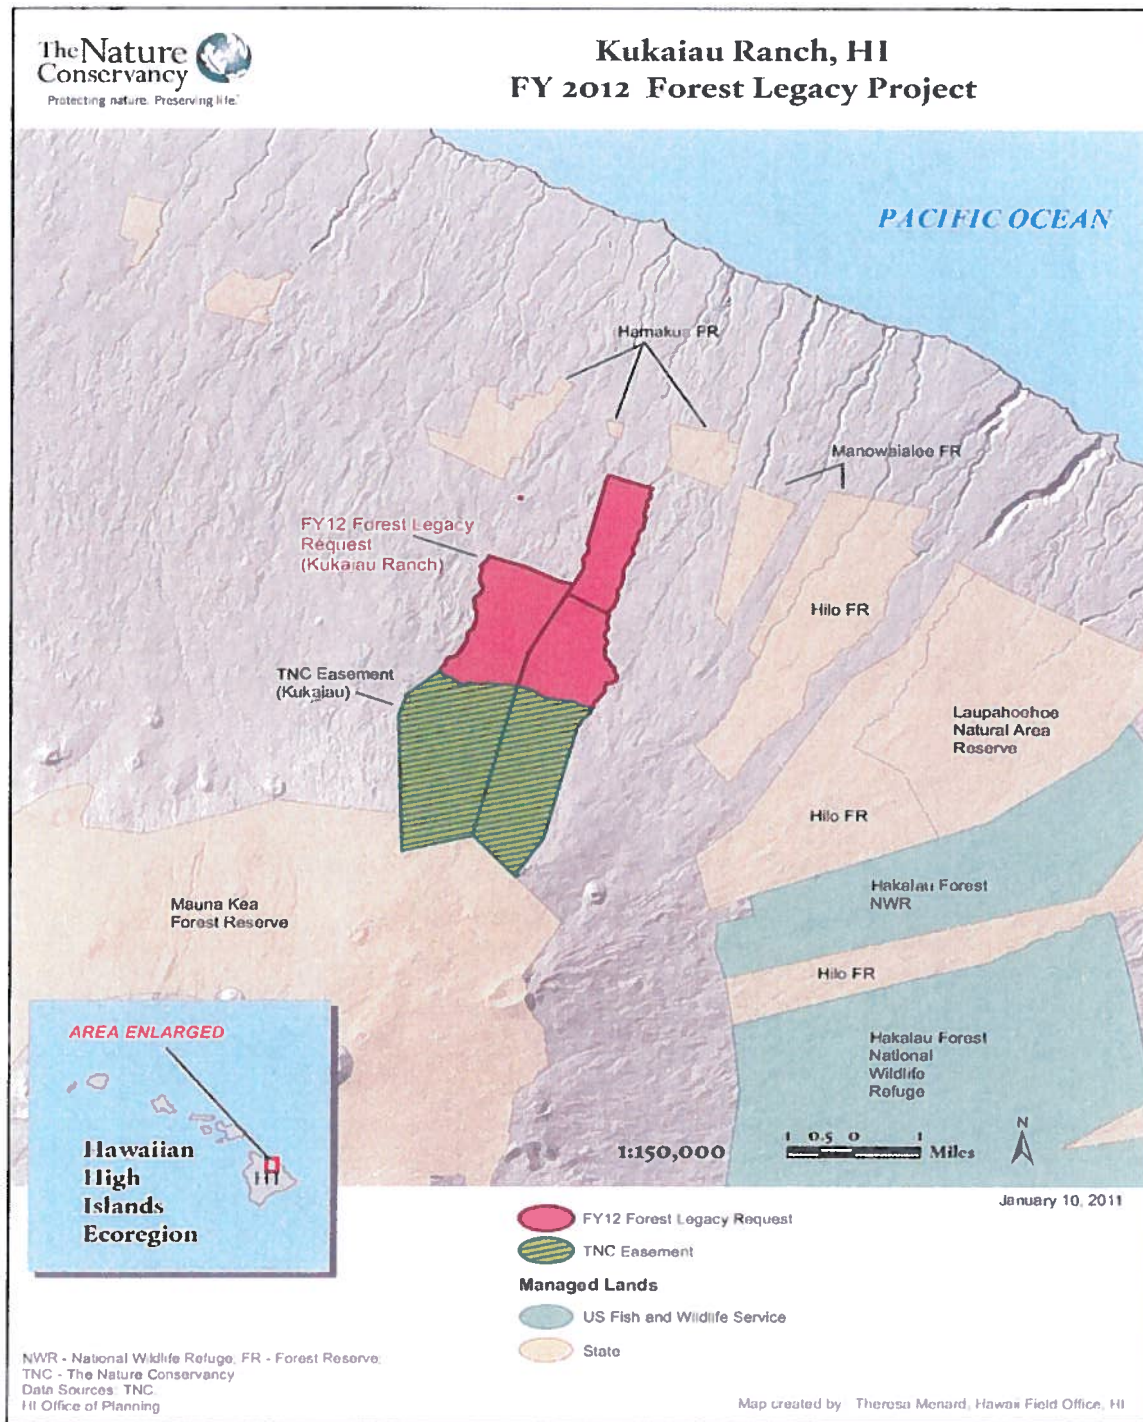 The Nature
Conservancy
Protecting nature. Preserving life.
Kukaiau Ranch, HI
FY 2012 Forest Legacy Project
PACIFIC OCEAN
Hamakua FR
Manowaialee FR
FY12 Forest Legacy
Request
(Kukaiau Ranch)
Hilo FR
TNC Easement
(Kukaiau)
Laupahoehoe
Natural Area
Reserve
Hilo FR
Hakalau Forest
NWR
Mauna Kea
Forest Reserve
Hilo FR
Hakalau Forest
National
Wildlife
Refuge
AREA ENLARGED
Hawaiian
High
Islands
Ecoregion
HI
1:150,000
1 0.5 0 1
Miles
N
January 10, 2011
FY12 Forest Legacy Request
TNC Easement
Managed Lands
US Fish and Wildlife Service
State
NWR - National Wildlife Refuge; FR - Forest Reserve;
TNC - The Nature Conservancy
Data Sources: TNC,
HI Office of Planning
Map created by Theresa Menard, Hawaii Field Office, HI